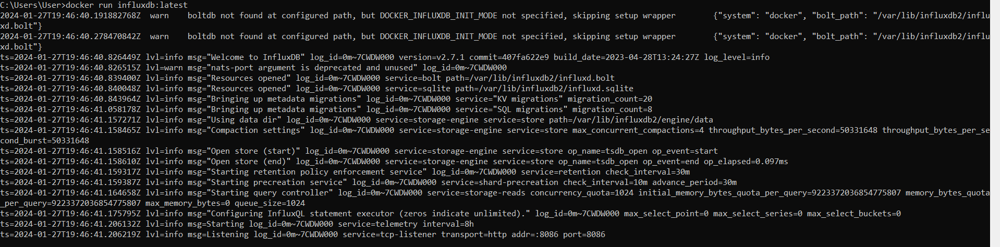 C:\Users\User>docker run influxdb:latest
2024-01-27T19:46:40.191882768Z  warn    boltdb not found at configured path, but DOCKER_INFLUXDB_INIT_MODE not specified, skipping setup wrapper        {"system": "docker", "bolt_path": "/var/lib/influxdb2/influ
xd.bolt"}
2024-01-27T19:46:40.278470842Z  warn    boltdb not found at configured path, but DOCKER_INFLUXDB_INIT_MODE not specified, skipping setup wrapper        {"system": "docker", "bolt_path": "/var/lib/influxdb2/influ
xd.bolt"}
ts=2024-01-27T19:46:40.826449Z lvl=info msg="Welcome to InfluxDB" log_id=0m~7CWDW000 version=v2.7.1 commit=407fa622e9 build_date=2023-04-28T13:24:27Z log_level=info
ts=2024-01-27T19:46:40.826515Z lvl=warn msg="nats-port argument is deprecated and unused" log_id=0m~7CWDW000
ts=2024-01-27T19:46:40.839400Z lvl=info msg="Resources opened" log_id=0m~7CWDW000 service=bolt path=/var/lib/influxdb2/influxd.bolt
ts=2024-01-27T19:46:40.840048Z lvl=info msg="Resources opened" log_id=0m~7CWDW000 service=sqlite path=/var/lib/influxdb2/influxd.sqlite
ts=2024-01-27T19:46:40.843964Z lvl=info msg="Bringing up metadata migrations" log_id=0m~7CWDW000 service="KV migrations" migration_count=20
ts=2024-01-27T19:46:41.058178Z lvl=info msg="Bringing up metadata migrations" log_id=0m~7CWDW000 service="SQL migrations" migration_count=8
ts=2024-01-27T19:46:41.157271Z lvl=info msg="Using data dir" log_id=0m~7CWDW000 service=storage-engine service=store path=/var/lib/influxdb2/engine/data
ts=2024-01-27T19:46:41.158465Z lvl=info msg="Compaction settings" log_id=0m~7CWDW000 service=storage-engine service=store max_concurrent_compactions=4 throughput_bytes_per_second=50331648 throughput_bytes_per_se
cond_burst=50331648
ts=2024-01-27T19:46:41.158516Z lvl=info msg="Open store (start)" log_id=0m~7CWDW000 service=storage-engine service=store op_name=tsdb_open op_event=start
ts=2024-01-27T19:46:41.158610Z lvl=info msg="Open store (end)" log_id=0m~7CWDW000 service=storage-engine service=store op_name=tsdb_open op_event=end op_elapsed=0.097ms
ts=2024-01-27T19:46:41.159317Z lvl=info msg="Starting retention policy enforcement service" log_id=0m~7CWDW000 service=retention check_interval=30m
ts=2024-01-27T19:46:41.159387Z lvl=info msg="Starting precreation service" log_id=0m~7CWDW000 service=shard-precreation check_interval=10m advance_period=30m
ts=2024-01-27T19:46:41.164658Z lvl=info msg="Starting query controller" log_id=0m~7CWDW000 service=storage-reads concurrency_quota=1024 initial_memory_bytes_quota_per_query=9223372036854775807 memory_bytes_quota
_per_query=9223372036854775807 max_memory_bytes=0 queue_size=1024
ts=2024-01-27T19:46:41.175795Z lvl=info msg="Configuring InfluxQL statement executor (zeros indicate unlimited)." log_id=0m~7CWDW000 max_select_point=0 max_select_series=0 max_select_buckets=0
ts=2024-01-27T19:46:41.206132Z lvl=info msg=Starting log_id=0m~7CWDW000 service=telemetry interval=8h
ts=2024-01-27T19:46:41.206219Z lvl=info msg=Listening log_id=0m~7CWDW000 service=tcp-listener transport=http addr=:8086 port=8086